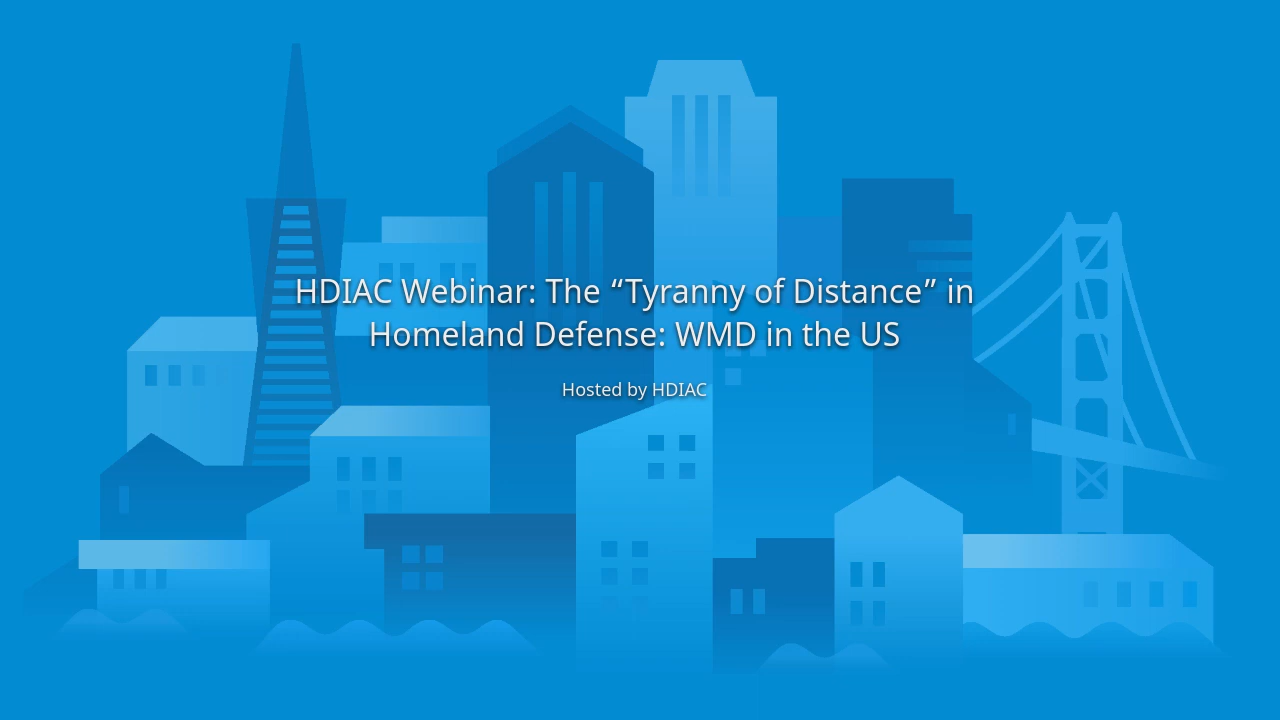 HDIAC Webinar: The “Tyranny of Distance” in
Homeland Defense: WMD in the US
Hosted by HDIAC